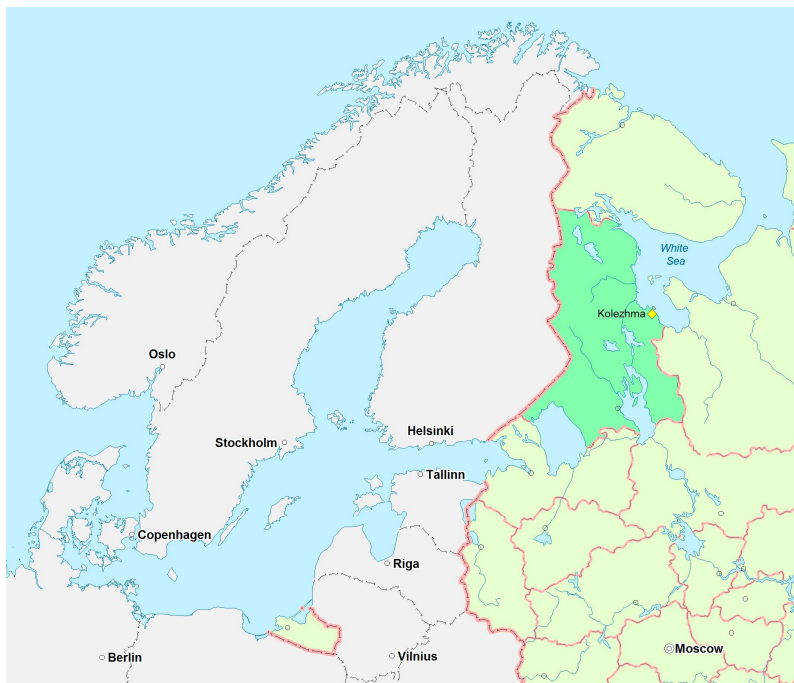 White
Sea
Kolezhma
Oslo
Helsinki
Stockholm
Tallinn
Copenhagen
Riga
Moscow
Berlin
Vilnius